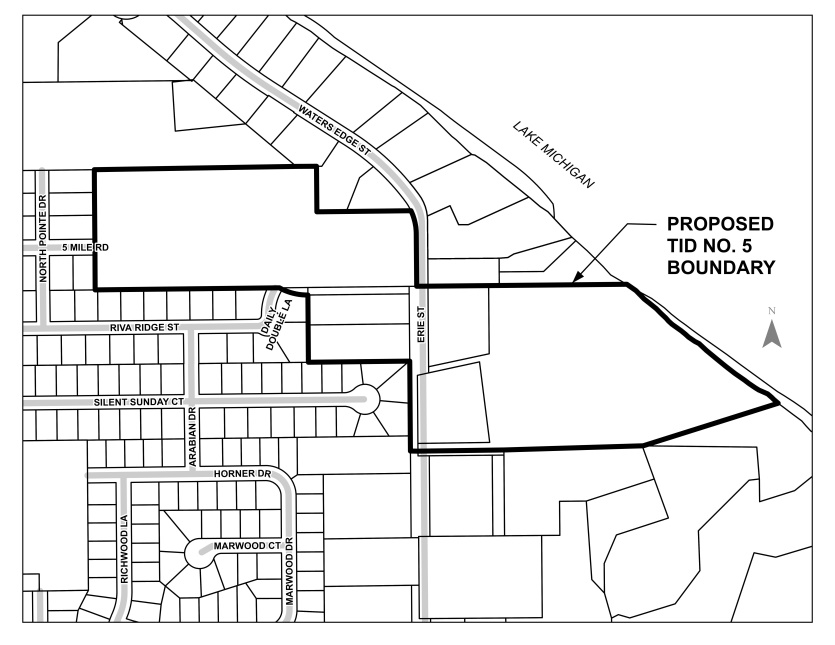 WATERS EDGE ST
LAKE MICHIGAN
PROPOSED
TID NO. 5
BOUNDARY
NORTH POINTE DR
5 MILE RD
N
RIVA RIDGE ST
DAILY
DOUBLE LA
ERIE ST
SILENT SUNDAY CT
ARABIAN DR
HORNER DR
RICHWOOD LA
MARWOOD CT
MARWOOD DR